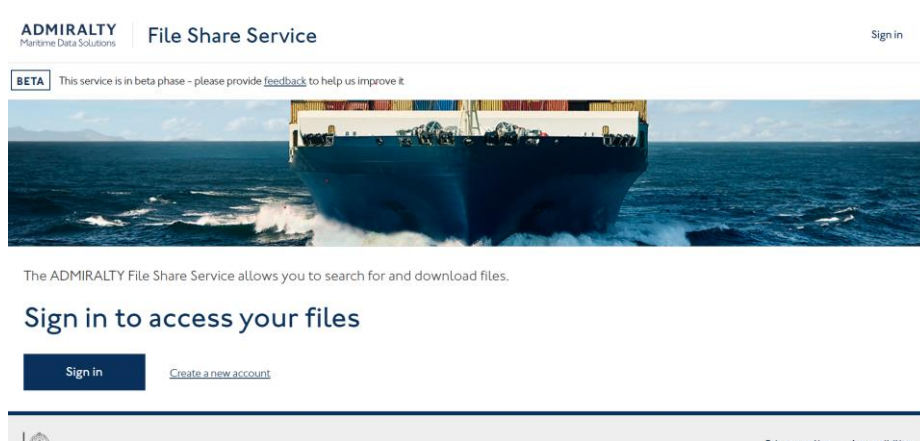 ADMIRALTY
Maritime Data Solutions
File Share Service
Sign in
BETA
This service is in beta phase – please provide feedback to help us improve it
The ADMIRALTY File Share Service allows you to search for and download files.
Sign in to access your files
Sign in
Create a new account